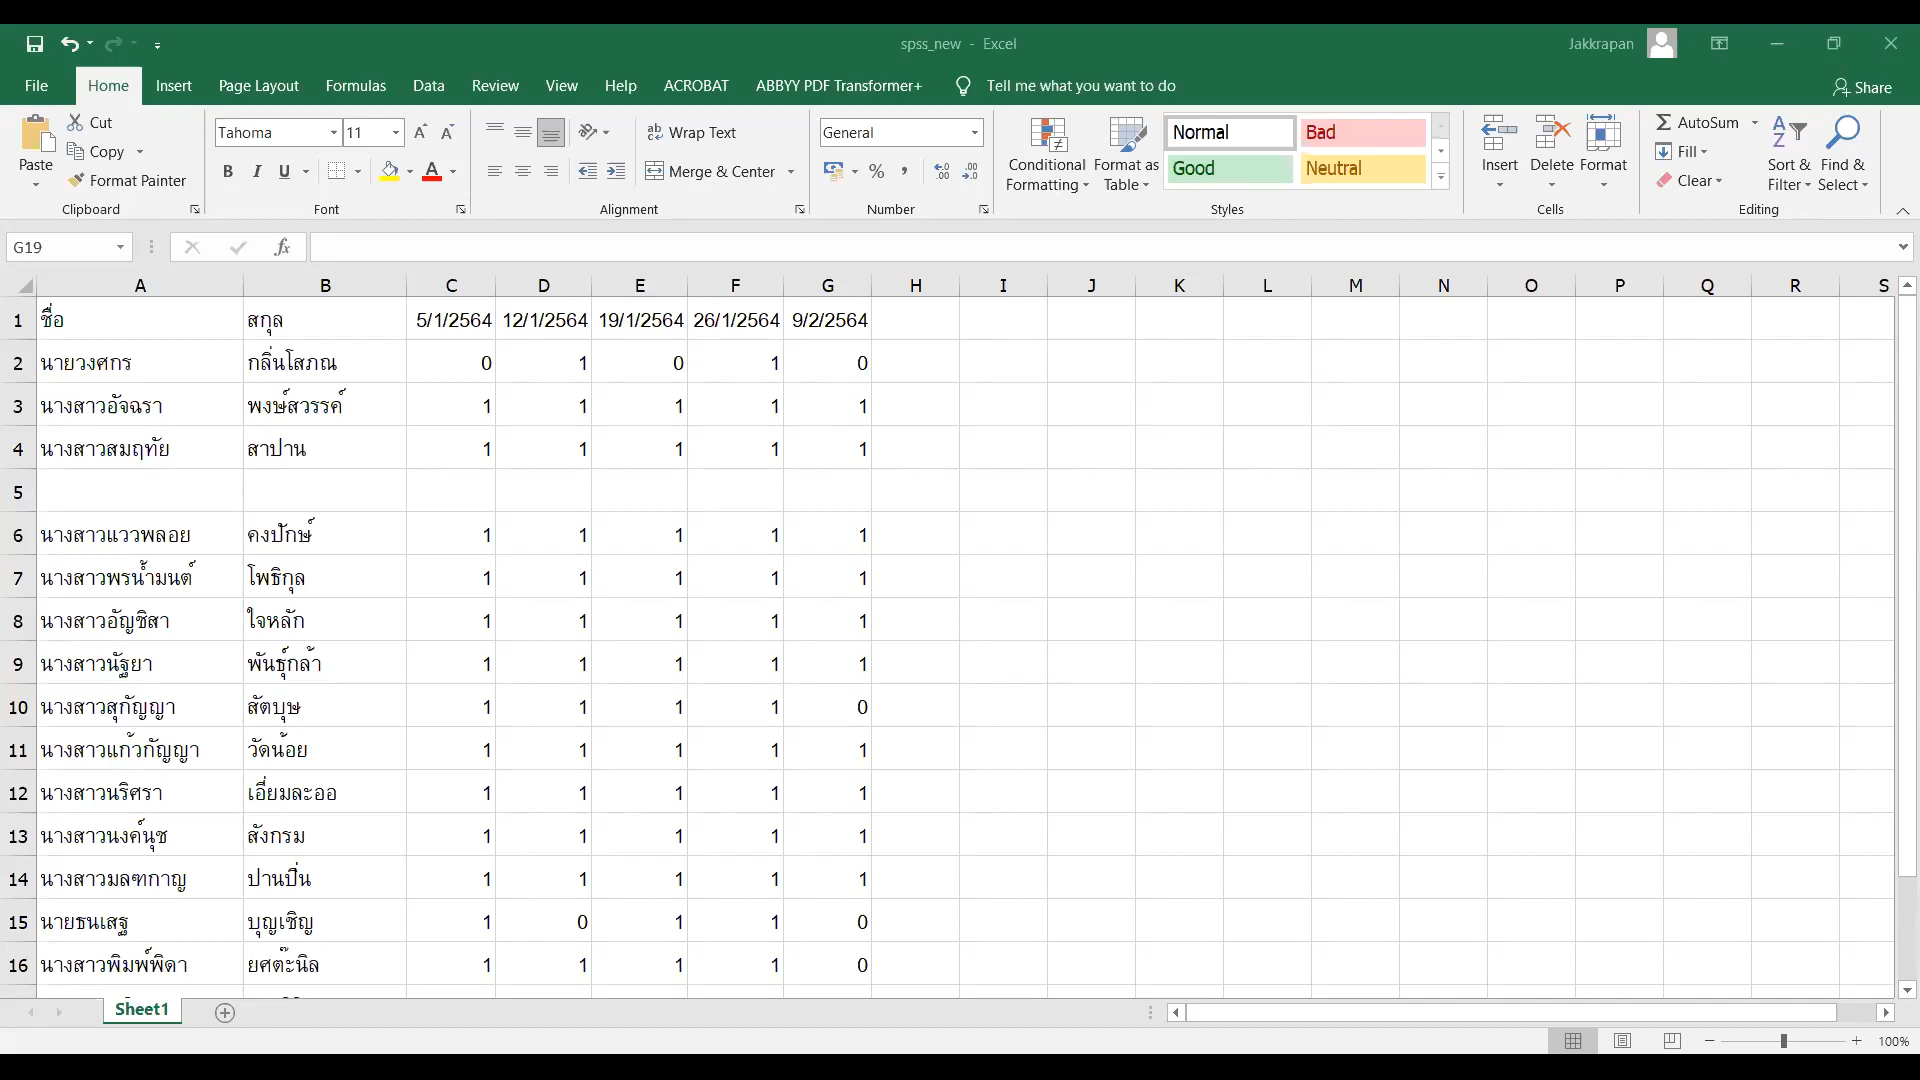 spss_new - Excel
Jakkrapan
File Home Insert Page Layout Formulas Data Review View Help ACROBAT ABBYY PDF Transformer+ Tell me what you want to do Share
Paste Cut Copy Format Painter Clipboard
Tahoma 11 B I U A Font
Wrap Text Merge & Center Alignment
General % , Number
Conditional Formatting Format as Table Normal Bad Good Neutral Styles
Insert Delete Format Cells
AutoSum Fill Clear Sort & Filter Find & Select Editing
G19 fx
A B C D E F G H I J K L M N O P Q R S
1 ชื่อ สกุล 5/1/2564 12/1/2564 19/1/2564 26/1/2564 9/2/2564
2 นายวงศกร กลิ่นโสภณ 0 1 0 1 0
3 นางสาวอัจฉรา พงษ์สวรรค์ 1 1 1 1 1
4 นางสาวสมฤทัย สาปาน 1 1 1 1 1
5
6 นางสาวแววพลอย คงปักษ์ 1 1 1 1 1
7 นางสาวพรน้ำมนต์ โพธิกุล 1 1 1 1 1
8 นางสาวอัญชิสา ใจหลัก 1 1 1 1 1
9 นางสาวนัฐยา พันธุ์กล้า 1 1 1 1 1
10 นางสาวสุกัญญา สัตบุษ 1 1 1 1 0
11 นางสาวแก้วกัญญา วัดน้อย 1 1 1 1 1
12 นางสาวนริศรา เอี่ยมละออ 1 1 1 1 1
13 นางสาวนงค์นุช สังกรม 1 1 1 1 1
14 นางสาวมลฑกาญ ปานปิ่น 1 1 1 1 1
15 นายธนเสฐ บุญเชิญ 1 0 1 1 0
16 นางสาวพิมพ์พิดา ยศต๊ะนิล 1 1 1 1 0
Sheet1
100%